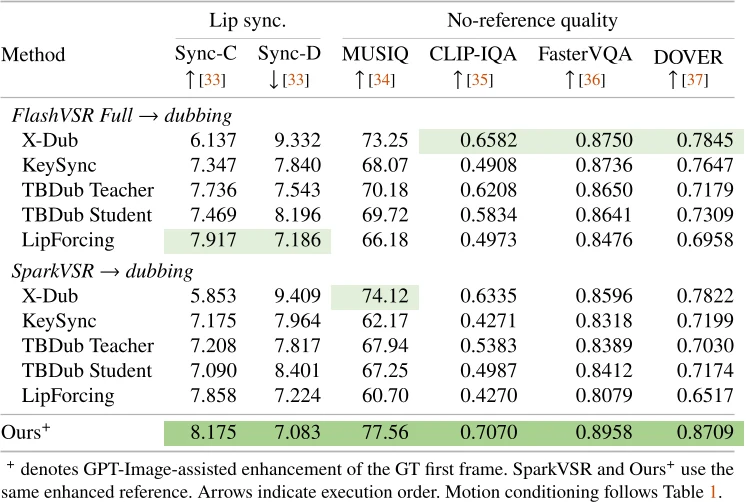 Lip sync. No-reference quality
Method Sync-C Sync-D MUSIQ CLIP-IQA FasterVQA DOVER
↑ [33] ↓ [33] ↑ [34] ↑ [35] ↑ [36] ↑ [37]
FlashVSR Full → dubbing
X-Dub 6.137 9.332 73.25 0.6582 0.8750 0.7845
KeySync 7.347 7.840 68.07 0.4908 0.8736 0.7647
TBDub Teacher 7.736 7.543 70.18 0.6208 0.8650 0.7179
TBDub Student 7.469 8.196 69.72 0.5834 0.8641 0.7309
LipForcing 7.917 7.186 66.18 0.4973 0.8476 0.6958
SparkVSR → dubbing
X-Dub 5.853 9.409 74.12 0.6335 0.8596 0.7822
KeySync 7.175 7.964 62.17 0.4271 0.8318 0.7199
TBDub Teacher 7.208 7.817 67.94 0.5383 0.8389 0.7030
TBDub Student 7.090 8.401 67.25 0.4987 0.8412 0.7174
LipForcing 7.858 7.224 60.70 0.4270 0.8079 0.6517
Ours⁺ 8.175 7.083 77.56 0.7070 0.8958 0.8709
⁺ denotes GPT-Image-assisted enhancement of the GT first frame. SparkVSR and Ours⁺ use the
same enhanced reference. Arrows indicate execution order. Motion conditioning follows Table 1.